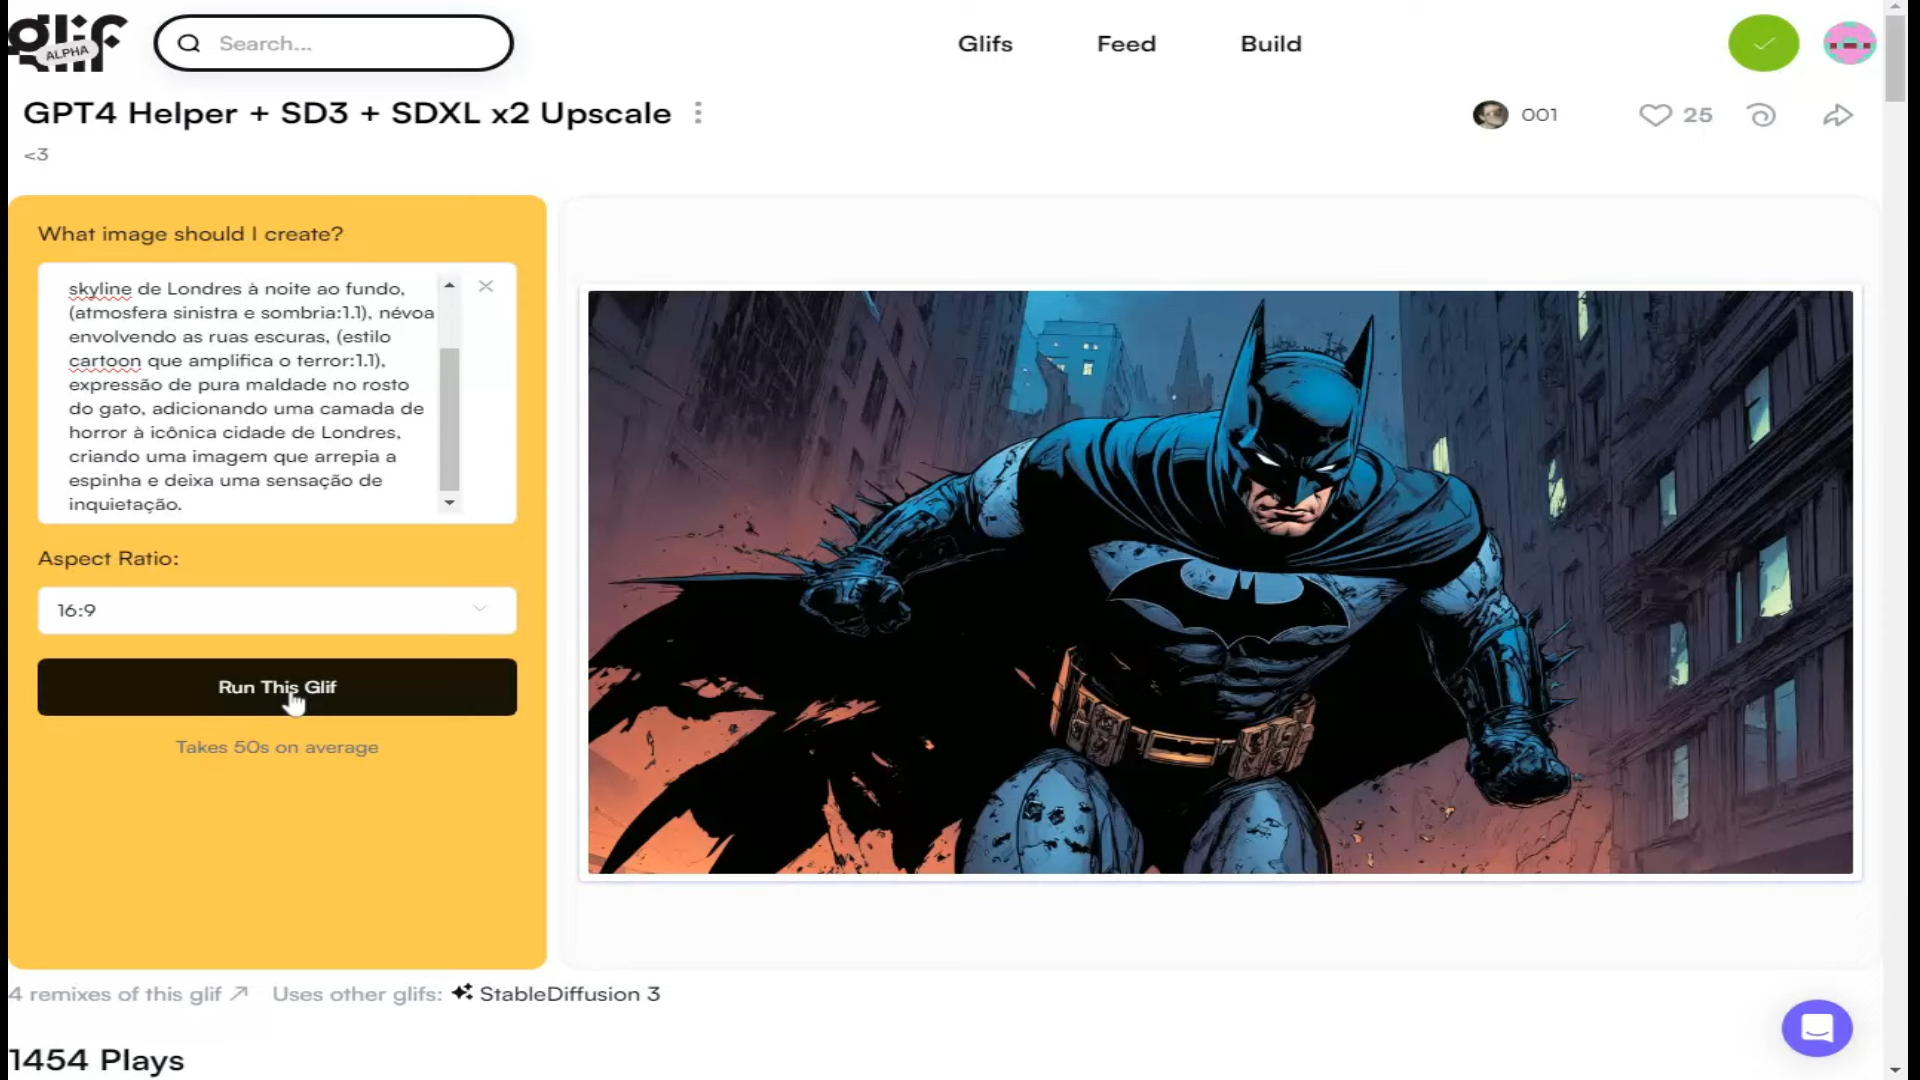 glif
ALPHA
Search...
Glifs
Feed
Build
GPT4 Helper + SD3 + SDXL x2 Upscale
001
25
<3
What image should I create?
skyline de Londres à noite ao fundo,
(atmosfera sinistra e sombria:1.1), névoa
envolvendo as ruas escuras, (estilo
cartoon que amplifica o terror:1.1),
expressão de pura maldade no rosto
do gato, adicionando uma camada de
horror à icônica cidade de Londres,
criando uma imagem que arrepia a
espinha e deixa uma sensação de
inquietação.
Aspect Ratio:
16:9
Run This Glif
Takes 50s on average
4 remixes of this glif
Uses other glifs:
StableDiffusion 3
1454 Plays